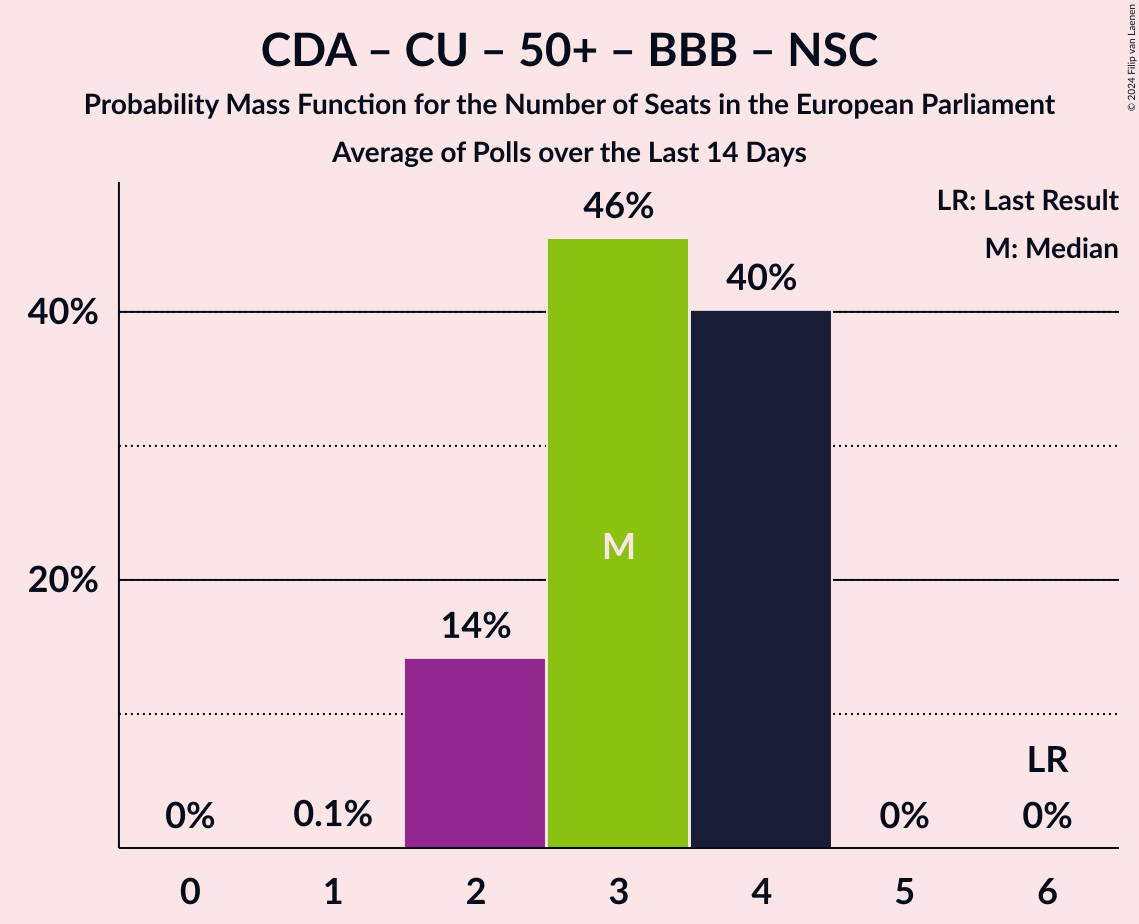 CDA – CU – 50+ – BBB – NSC
Probability Mass Function for the Number of Seats in the European Parliament
Average of Polls over the Last 14 Days
© 2024 Filip van Laenen
LR: Last Result
M: Median
46%
40%
40%
M
20%
14%
LR
0%
0.1%
0%
0%
0 1 2 3 4 5 6